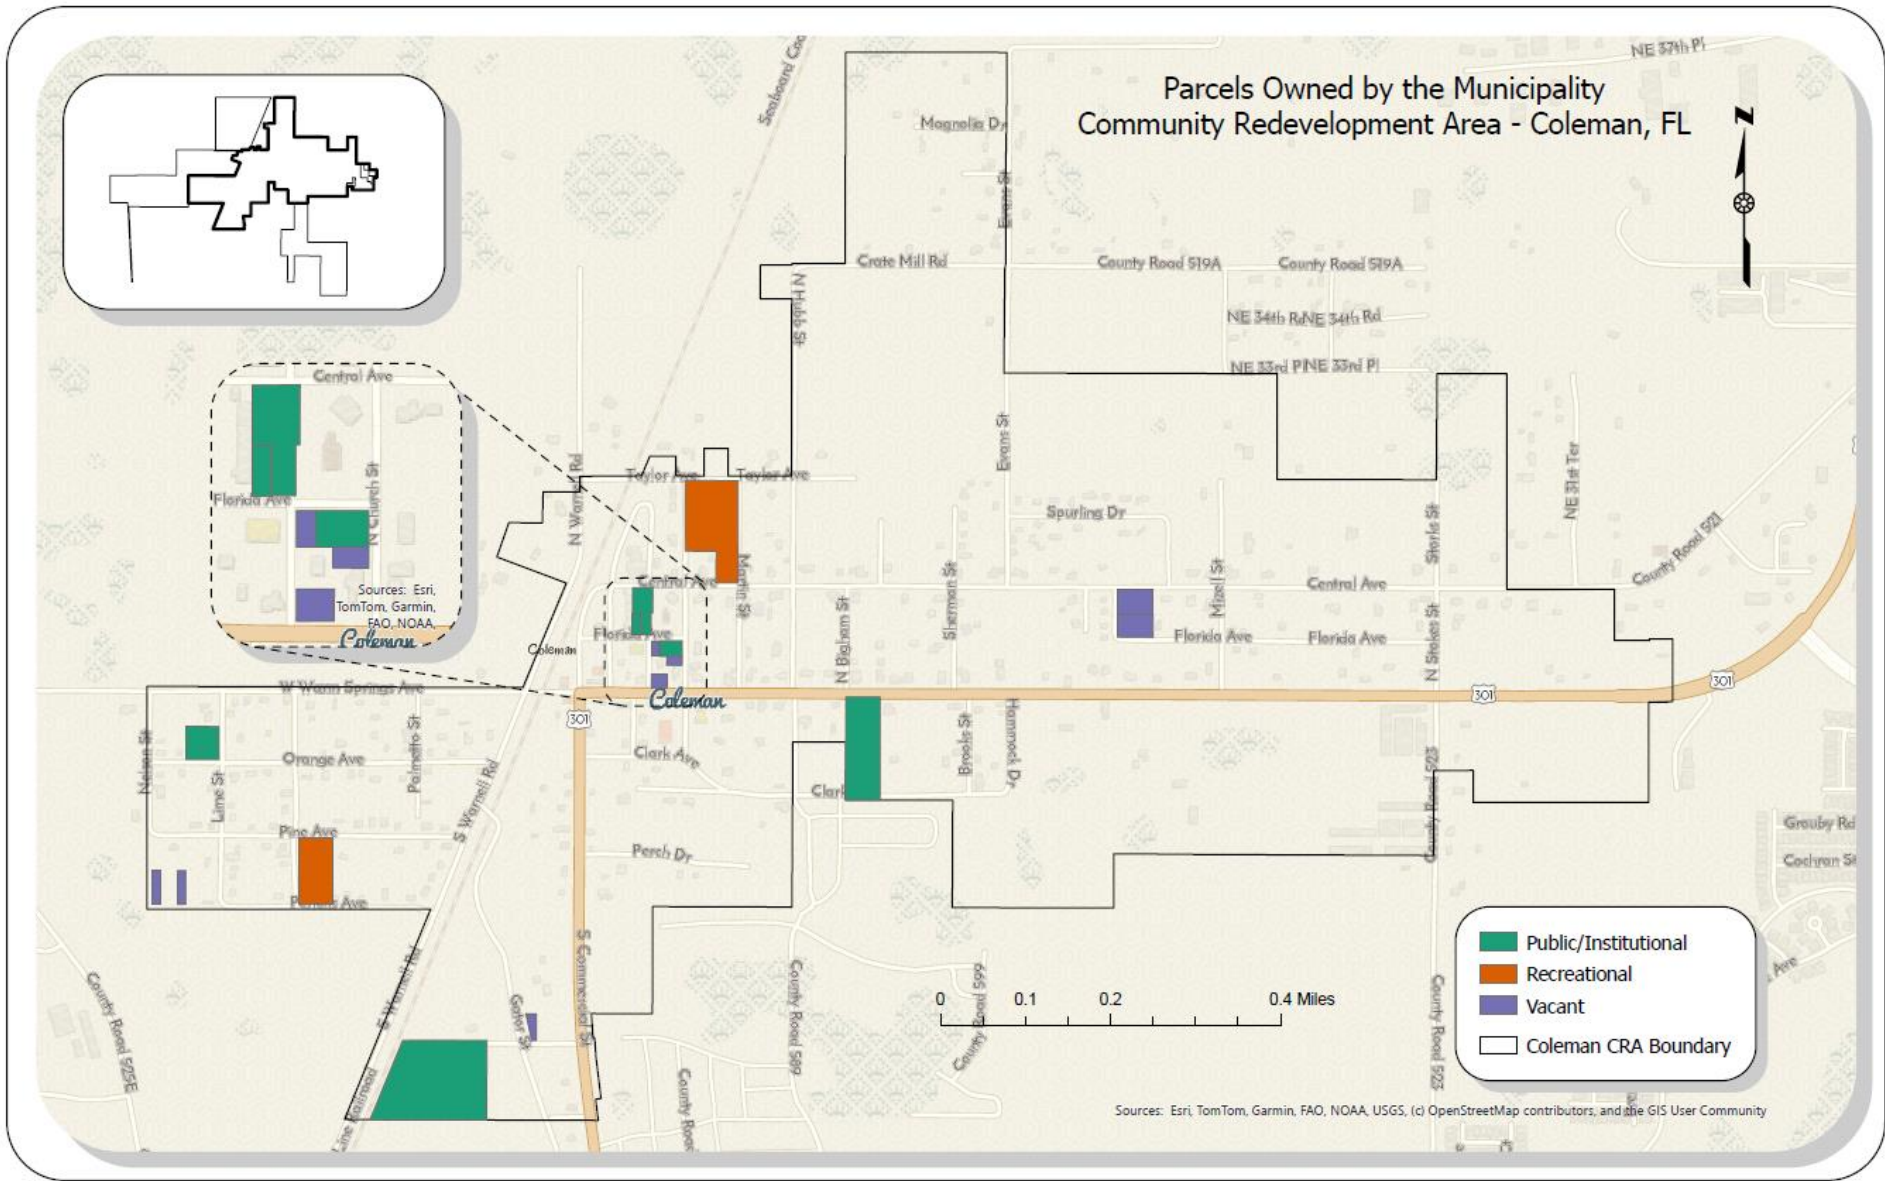 Parcels Owned by the Municipality
Community Redevelopment Area - Coleman, FL
NE 37th Pl
Magnolia Dr
Evans St
Crate Mill Rd
County Road 519A
County Road 519A
N Hubb St
NE 34th Rd
NE 34th Rd
NE 33rd Pl
NE 33rd Pl
Central Ave
Florida Ave
N Church St
Sources: Esri,
TomTom, Garmin,
FAO, NOAA,
Coleman
N Warnell Rd
Taylor Ave
Taylor Ave
Evans St
Spurling Dr
NE 31st Ter
County Road 521
Central Ave
Central Ave
Martin St
N Bigham St
Sherman St
Mizell St
N Stokes St
Florida Ave
Florida Ave
Florida Ave
Coleman
Coleman
W Warm Springs Ave
301
301
301
Nelson St
Orange Ave
Palmetto St
Lime St
Clark Ave
Brooks St
Hammock Dr
County Road 523
S Warnell Rd
Pine Ave
Perch Dr
Grouby Rd
Cochran St
S Warnell Rd
S Commercial St
Gator St
County Road 525E
County Road 509
County Road
County Road 523
Line Railroad
0 0.1 0.2 0.4 Miles
Public/Institutional
Recreational
Vacant
Coleman CRA Boundary
Sources: Esri, TomTom, Garmin, FAO, NOAA, USGS, (c) OpenStreetMap contributors, and the GIS User Community